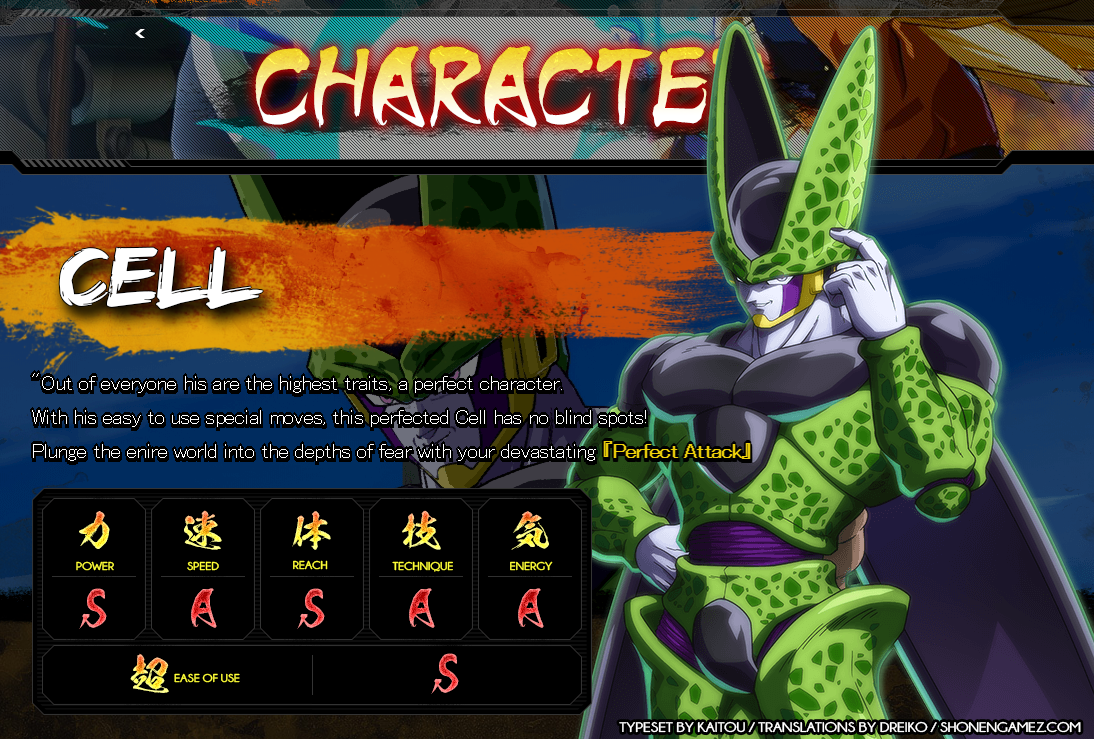 CHARACTE
CELL
"Out of everyone his are the highest traits, a perfect character.
With his easy to use special moves, this perfected Cell has no blind spots!
Plunge the enire world into the depths of fear with your devastating『Perfect Attack』
力 速 体 技 気
POWER SPEED REACH TECHNIQUE ENERGY
S A S A A
超 EASE OF USE S
TYPESET BY KAITOU / TRANSLATIONS BY DREIKO / SHONENGAMEZ.COM